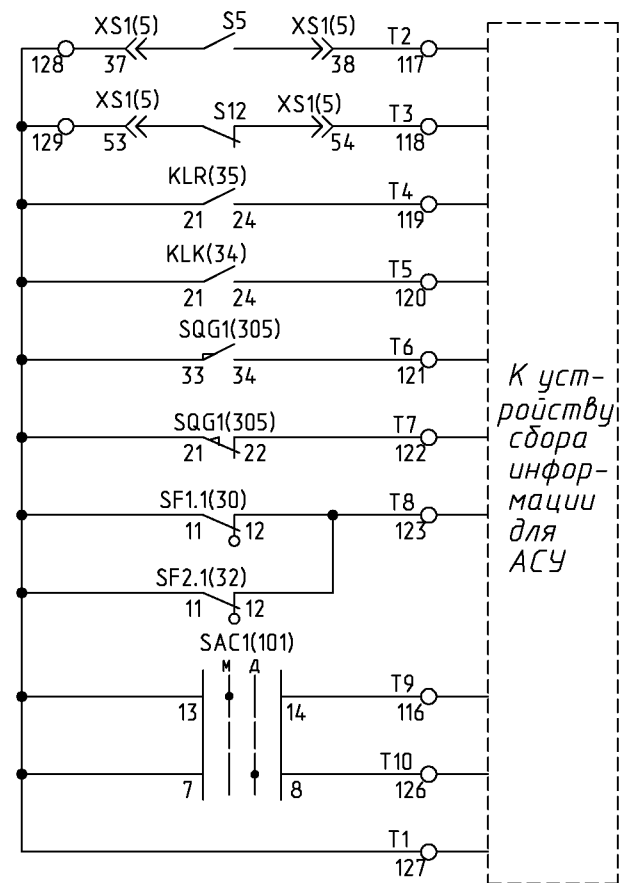 XS1(5) S5 XS1(5) T2
128 37 38 117
XS1(5) S12 XS1(5) T3
129 53 54 118
KLR(35) T4
21 24 119
KLK(34) T5
21 24 120
SQG1(305) T6
33 34 121
SQG1(305) T7
21 22 122
SF1.1(30) T8
11 12 123
SF2.1(32)
11 12
SAC1(101)
М Д
T9
13 14 116
T10
7 8 126
T1
127
К уст-
ройству
сбора
инфор-
мации
для
АСУ